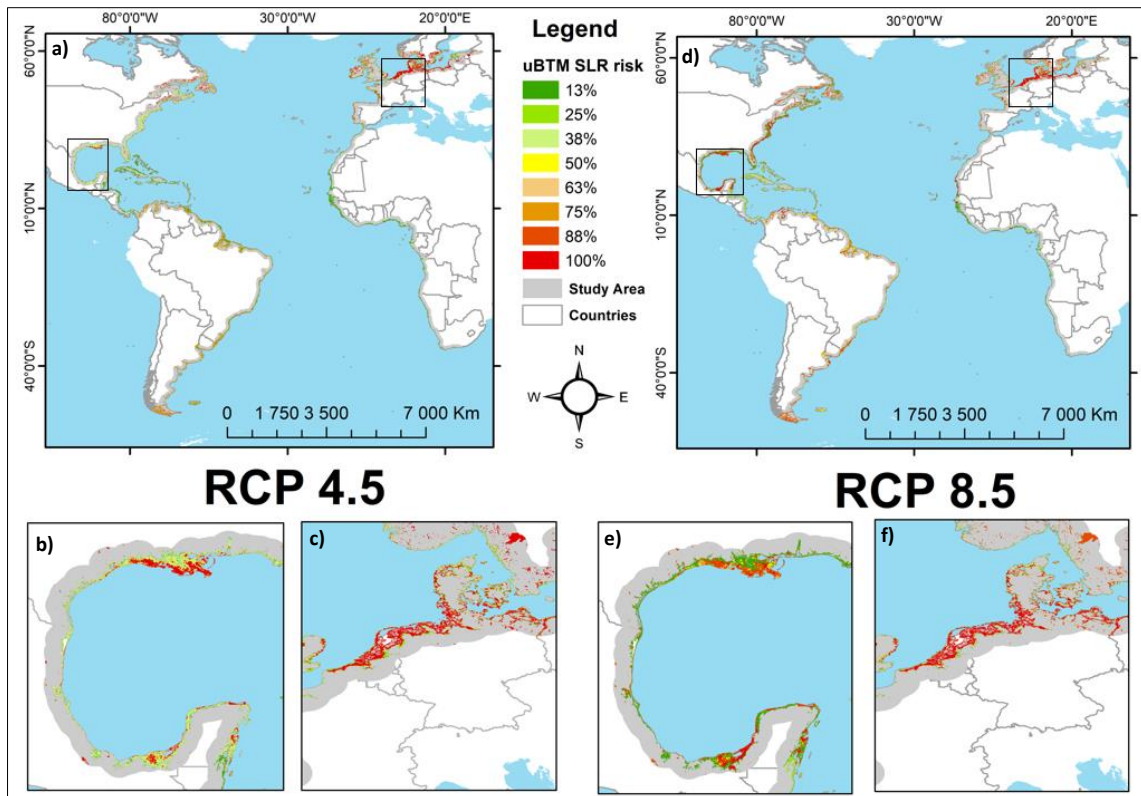 a)
80°0'0"W
40°0'0"W
20°0'0"E
60°0'0"N
10°0'0"N
40°0'0"S
0 1 750 3 500 7 000 Km
Legend
uBTM SLR risk
13%
25%
38%
50%
63%
75%
88%
100%
Study Area
Countries
N
W E
S
d)
80°0'0"W
40°0'0"W
20°0'0"E
60°0'0"N
10°0'0"N
40°0'0"S
0 1 750 3 500 7 000 Km
RCP 4.5
RCP 8.5
b)
c)
e)
f)